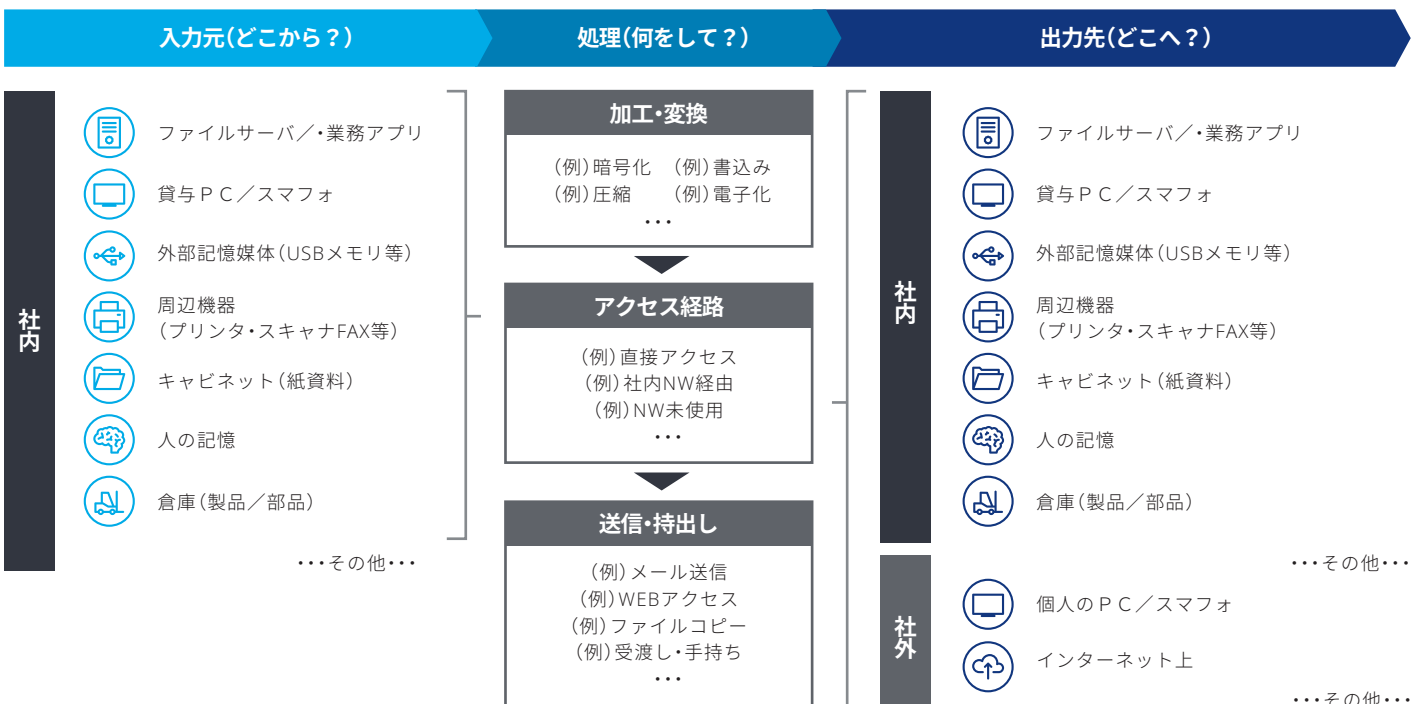 入力元(どこから？)
処理(何をして？)
出力先(どこへ？)
社内
ファイルサーバ／・業務アプリ
貸与ＰＣ／スマフォ
外部記憶媒体(USBメモリ等)
周辺機器
(プリンタ・スキャナFAX等)
キャビネット(紙資料)
人の記憶
倉庫(製品／部品)
・・・その他・・・
加工・変換
(例)暗号化 (例)書込み
(例)圧縮 (例)電子化
・・・
アクセス経路
(例)直接アクセス
(例)社内NW経由
(例)NW未使用
・・・
送信・持出し
(例)メール送信
(例)WEBアクセス
(例)ファイルコピー
(例)受渡し・手持ち
・・・
社内
ファイルサーバ／・業務アプリ
貸与ＰＣ／スマフォ
外部記憶媒体(USBメモリ等)
周辺機器
(プリンタ・スキャナFAX等)
キャビネット(紙資料)
人の記憶
倉庫(製品／部品)
・・・その他・・・
社外
個人のＰＣ／スマフォ
インターネット上
・・・その他・・・